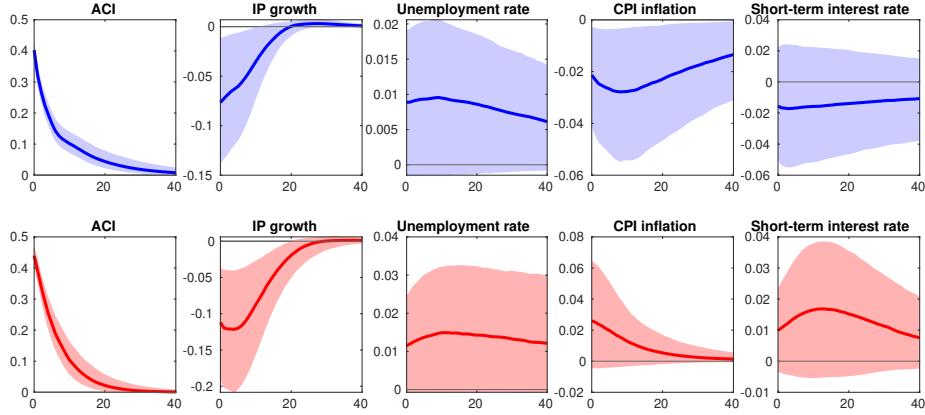 ACI IP growth Unemployment rate CPI inflation Short-term interest rate
0.5 0 0.02 0 0.04
0.4 0.02
0.3 -0.05 0.015 -0.02 0
0.2 -0.1 0.01 -0.04 -0.02
0.1 0.005 -0.04
0 -0.15 0 -0.06 -0.06
0 20 40 0 20 40 0 20 40 0 20 40 0 20 40
ACI IP growth Unemployment rate CPI inflation Short-term interest rate
0.5 0 0.04 0.08 0.04
0.4 -0.05 0.03 0.06 0.03
0.3 -0.1 0.02 0.04 0.02
0.2 -0.15 0.01 0.02 0.01
0.1 -0.2 0 0 0
0 -0.02 -0.01
0 20 40 0 20 40 0 20 40 0 20 40 0 20 40